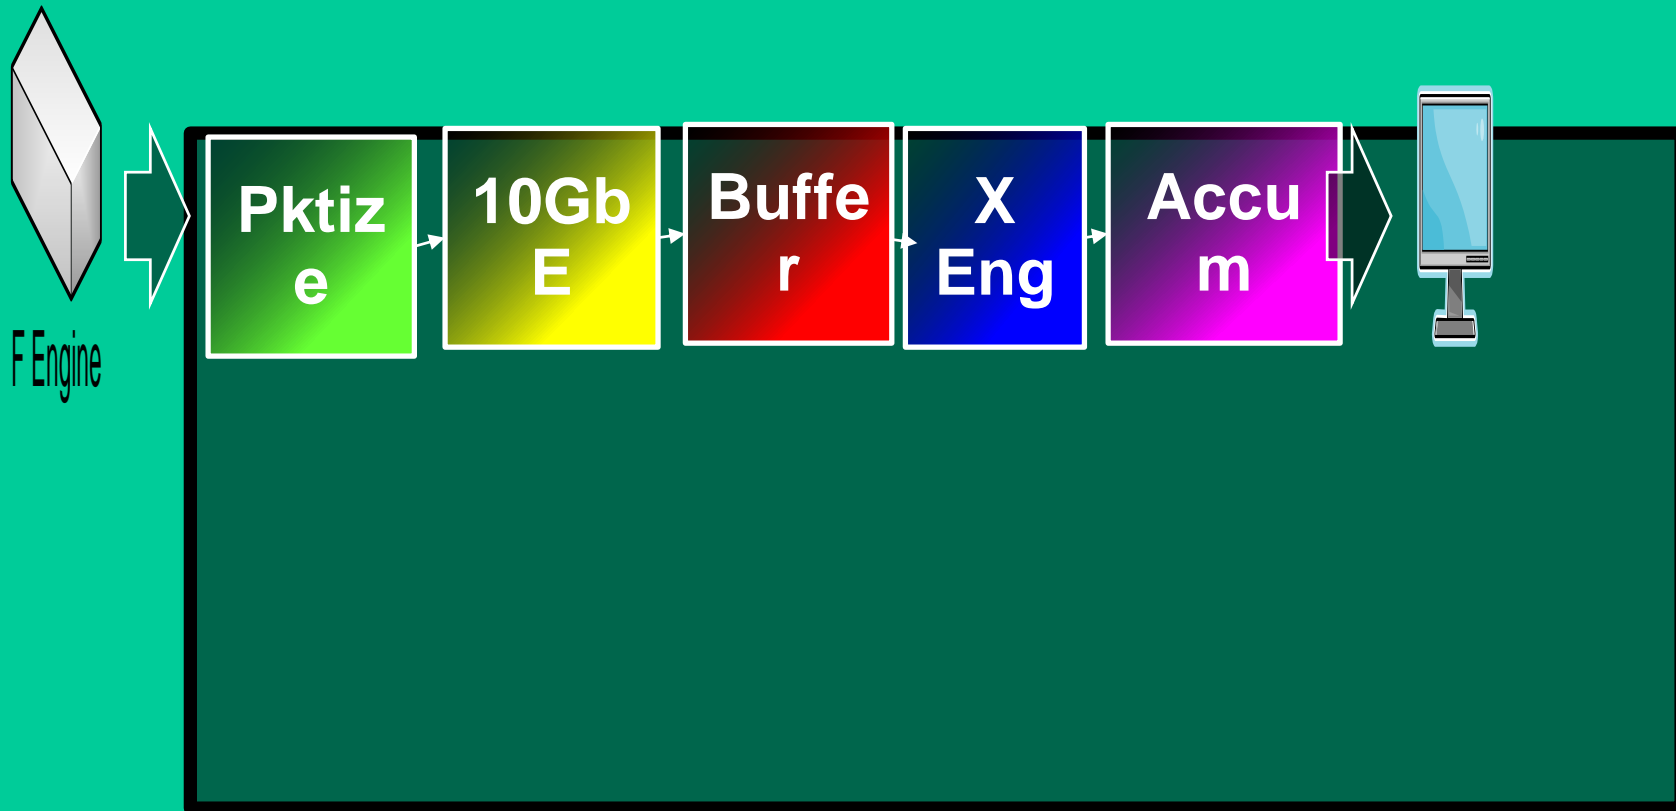 F Engine
Pktiz
e
10Gb
E
Buffe
r
X
Eng
Accu
m